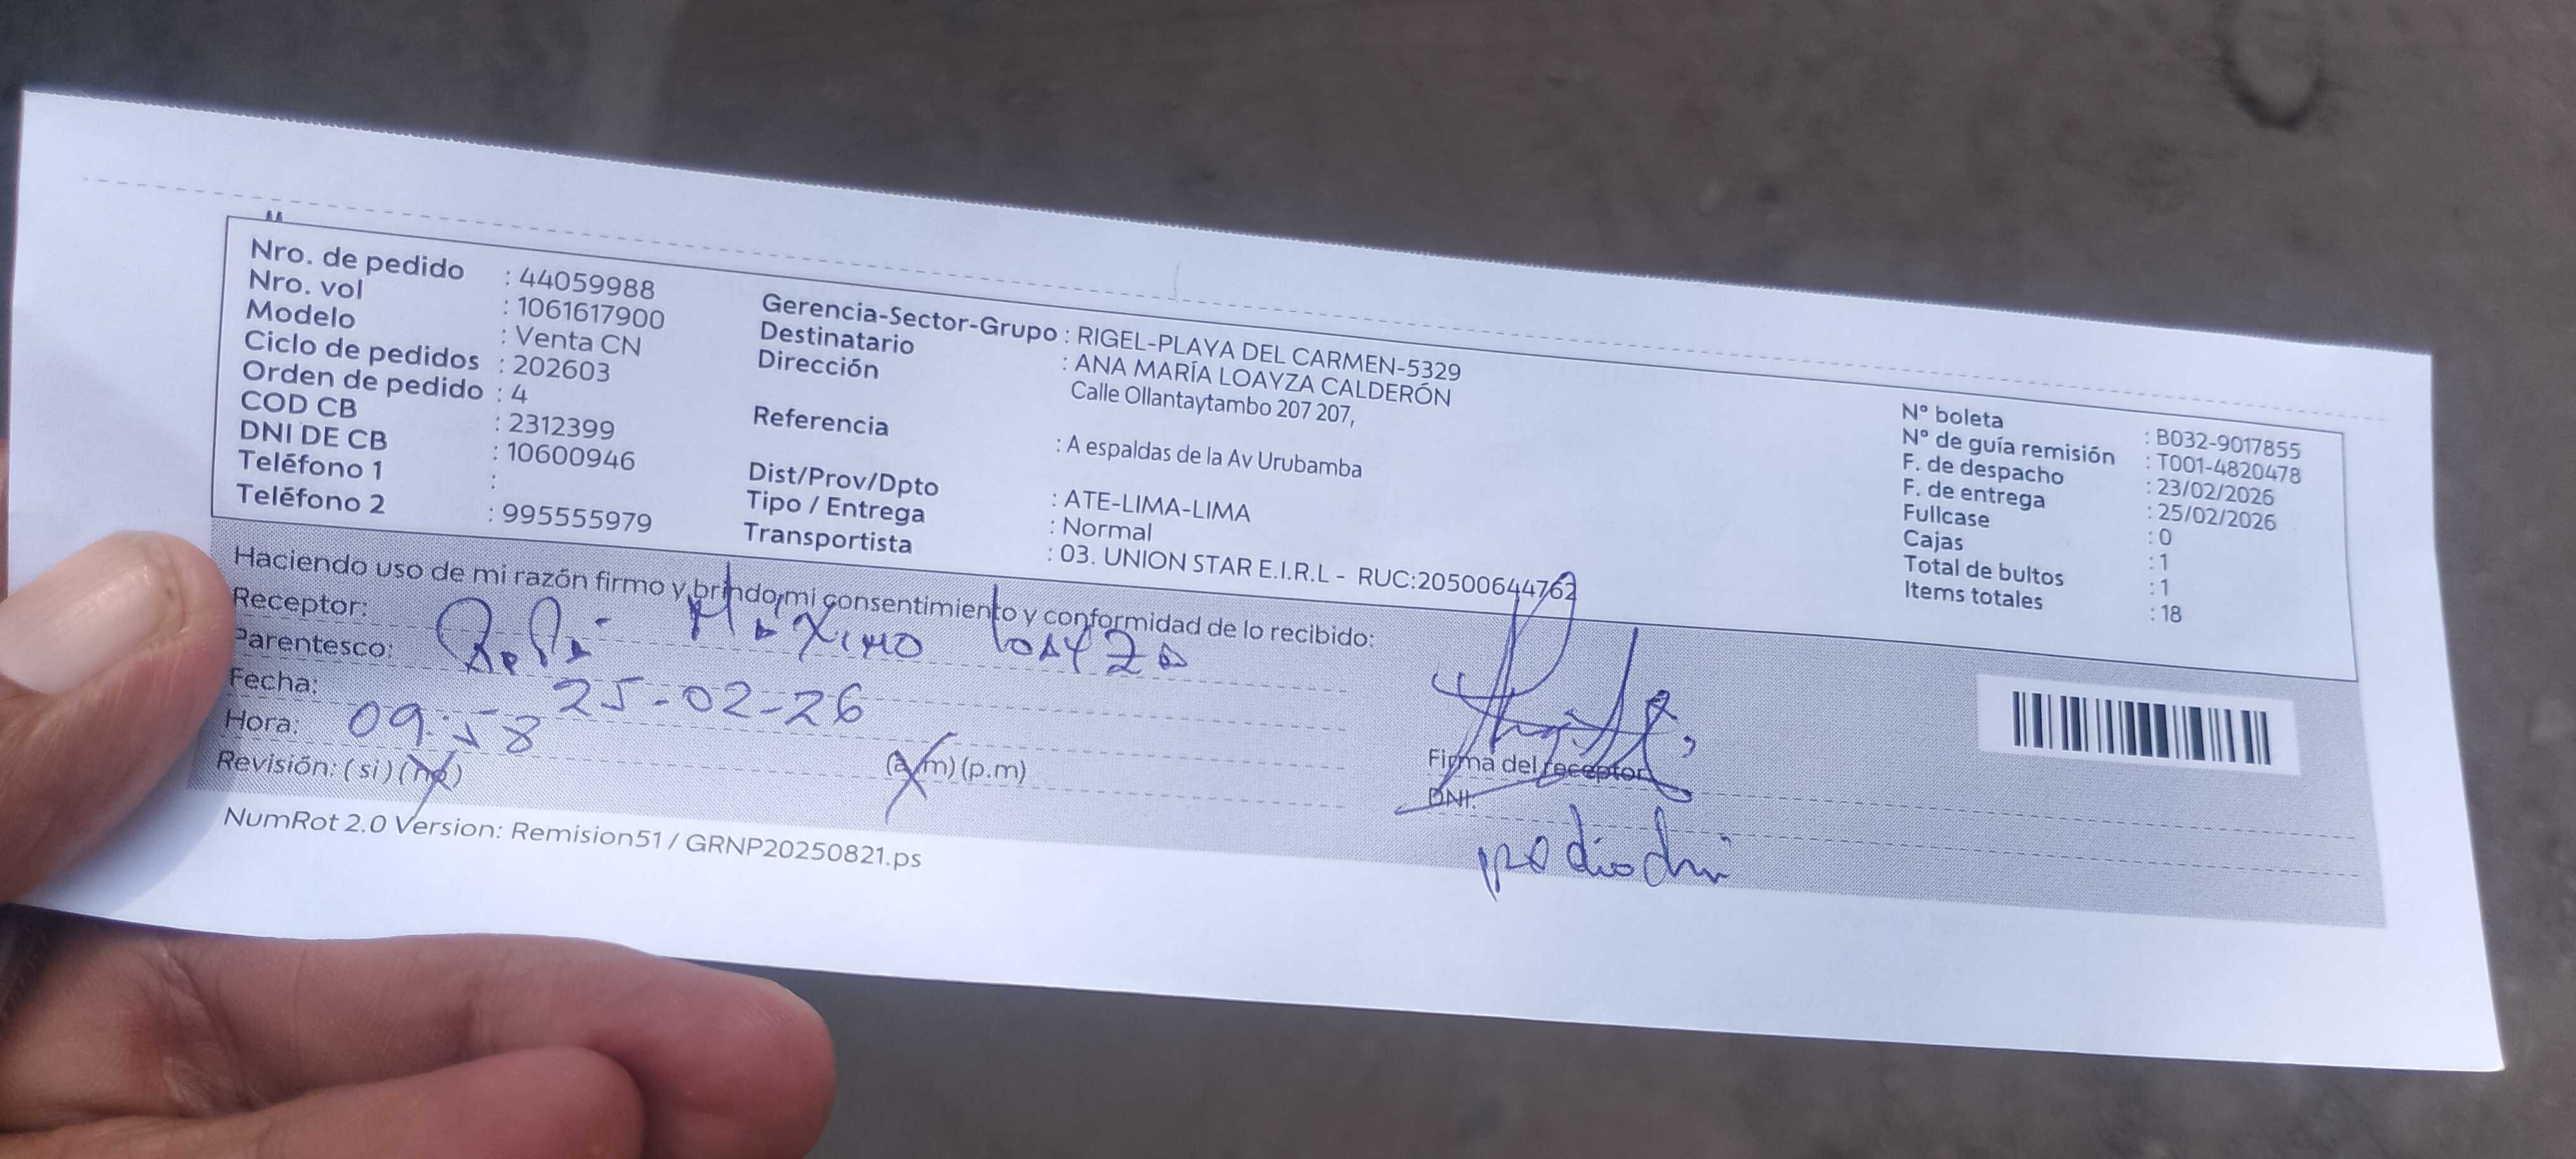 Nro. de pedido : 44059988
Nro. vol : 1061617900
Modelo : Venta CN
Ciclo de pedidos : 202603
Orden de pedido : 4
COD CB : 2312399
DNI DE CB : 10600946
Teléfono 1 :
Teléfono 2 : 995555979
Gerencia-Sector-Grupo : RIGEL-PLAYA DEL CARMEN-5329
Destinatario : ANA MARÍA LOAYZA CALDERÓN
Dirección Calle Ollantaytambo 207 207,
Referencia : A espaldas de la Av Urubamba
Dist/Prov/Dpto : ATE-LIMA-LIMA
Tipo / Entrega : Normal
Transportista : 03. UNION STAR E.I.R.L - RUC:20500644762
N° boleta : B032-9017855
N° de guía remisión : T001-4820478
F. de despacho : 23/02/2026
F. de entrega : 25/02/2026
Fullcase : 0
Cajas : 1
Total de bultos : 1
Items totales : 18
Haciendo uso de mi razón firmo y brindo mi consentimiento y conformidad de lo recibido:
Receptor: Máximo Loayza
Parentesco:
Fecha: 25-02-26
Hora: 09:58 (a.m) (p.m)
Revisión: (si) (no)
Firma del receptor
DNI:
NumRot 2.0 Version: Remision51 / GRNP20250821.ps